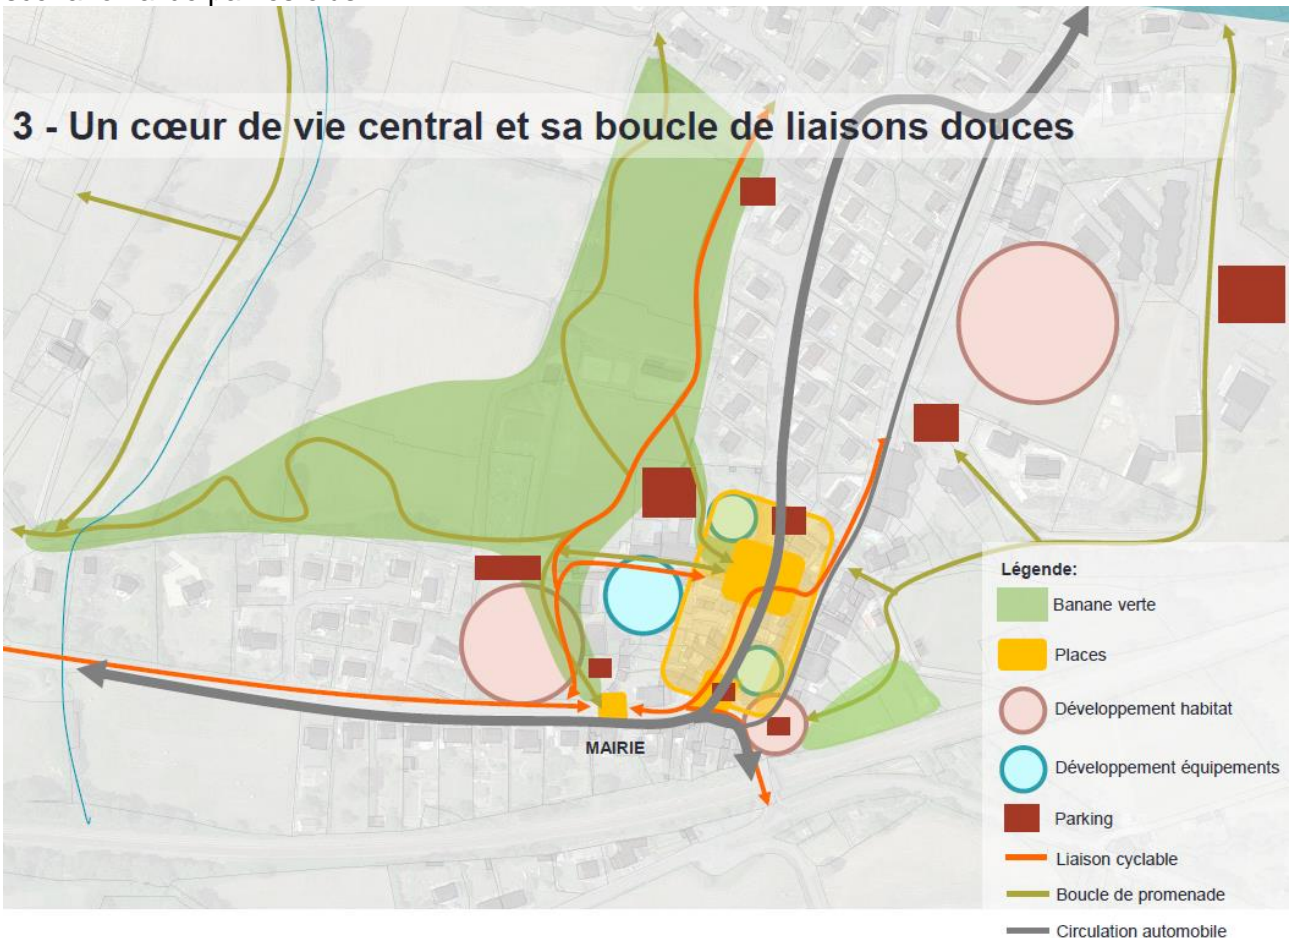 3 - Un cœur de vie central et sa boucle de liaisons douces
MAIRIE
Légende:
Banane verte
Places
Développement habitat
Développement équipements
Parking
Liaison cyclable
Boucle de promenade
Circulation automobile